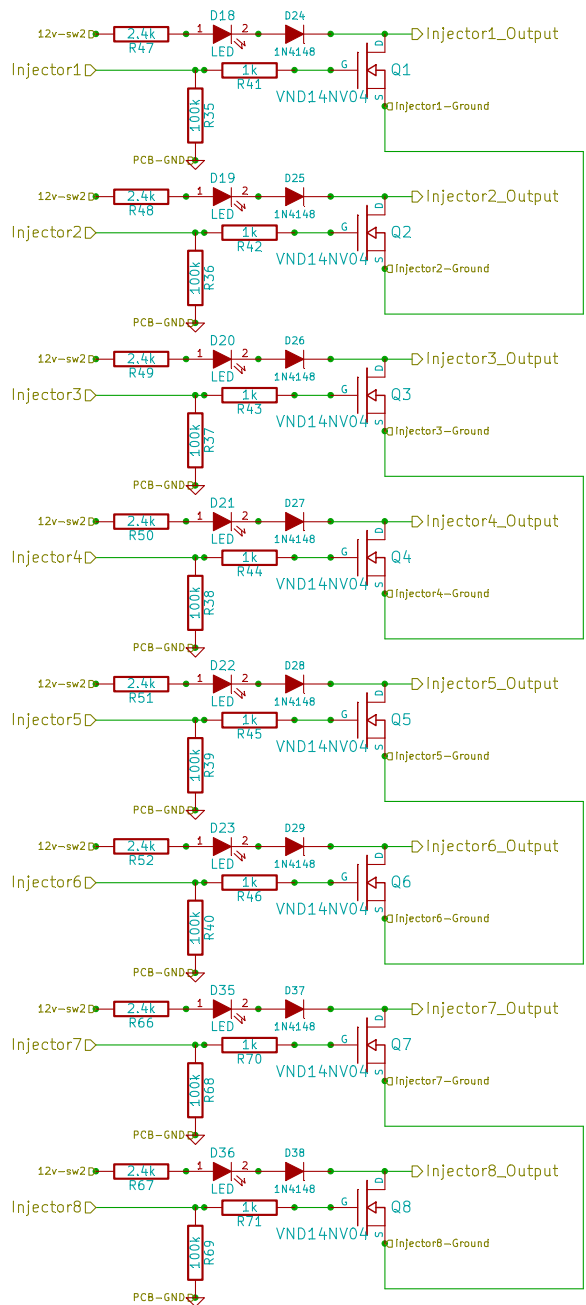 D18 D24
12v-sw2 2.4k 1 2 Injector1_Output
R47 LED 1N4148 D
Injector1 1k G Q1
R41 VND14NV04 S
100k R35 Injector1-Ground
PCB-GND
D19 D25
12v-sw2 2.4k 1 2 Injector2_Output
R48 LED 1N4148 D
Injector2 1k G Q2
R42 VND14NV04 S
100k R36 Injector2-Ground
PCB-GND
D20 D26
12v-sw2 2.4k 1 2 Injector3_Output
R49 LED 1N4148 D
Injector3 1k G Q3
R43 VND14NV04 S
100k R37 Injector3-Ground
PCB-GND
D21 D27
12v-sw2 2.4k 1 2 Injector4_Output
R50 LED 1N4148 D
Injector4 1k G Q4
R44 VND14NV04 S
100k R38 Injector4-Ground
PCB-GND
D22 D28
12v-sw2 2.4k 1 2 Injector5_Output
R51 LED 1N4148 D
Injector5 1k G Q5
R45 VND14NV04 S
100k R39 Injector5-Ground
PCB-GND
D23 D29
12v-sw2 2.4k 1 2 Injector6_Output
R52 LED 1N4148 D
Injector6 1k G Q6
R46 VND14NV04 S
100k R40 Injector6-Ground
PCB-GND
D35 D37
12v-sw2 2.4k 1 2 Injector7_Output
R66 LED 1N4148 D
Injector7 1k G Q7
R70 VND14NV04 S
100k R68 Injector7-Ground
PCB-GND
D36 D38
12v-sw2 2.4k 1 2 Injector8_Output
R67 LED 1N4148 D
Injector8 1k G Q8
R71 VND14NV04 S
100k R69 Injector8-Ground
PCB-GND